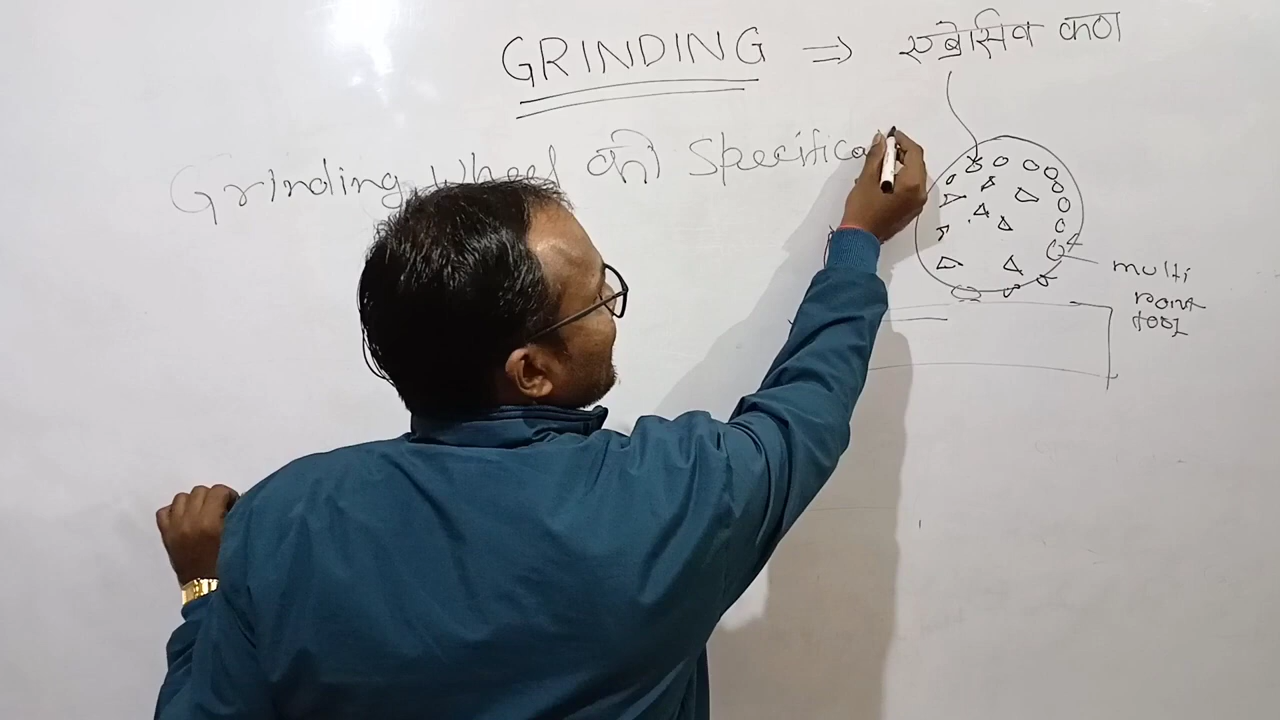 GRINDING ⇒ एब्रेसिव कण
Grinding wheel की Specifica
multi
point
tool